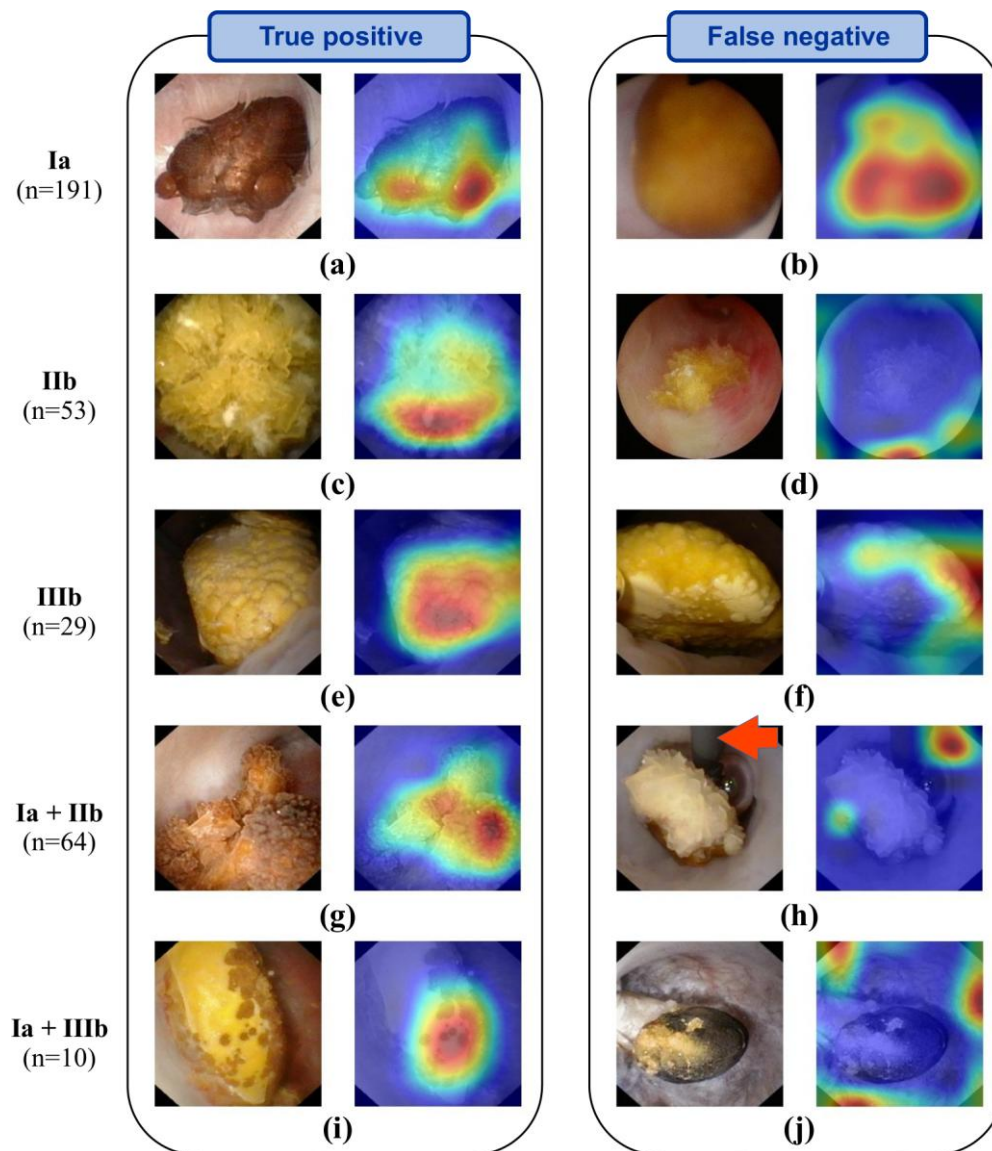 True positive
False negative
Ia
(n=191)
(a)
(b)
IIb
(n=53)
(c)
(d)
IIIb
(n=29)
(e)
(f)
Ia + IIb
(n=64)
(g)
(h)
Ia + IIIb
(n=10)
(i)
(j)